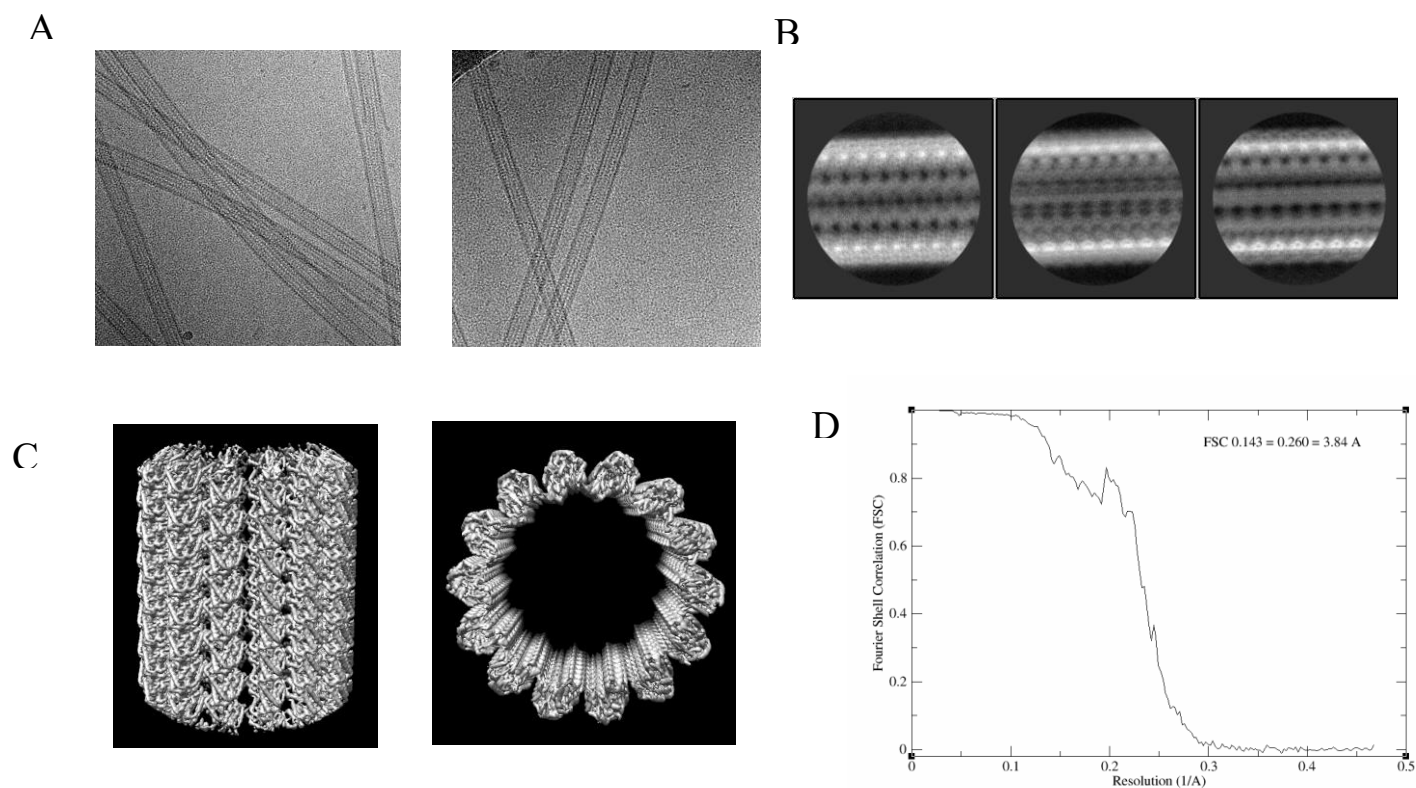 A
B
C
D
FSC 0.143 = 0.260 = 3.84 A
Fourier Shell Correlation (FSC)
0.8
0.6
0.4
0.2
0
0
0.1
0.2
0.3
0.4
0.5
Resolution (1/A)